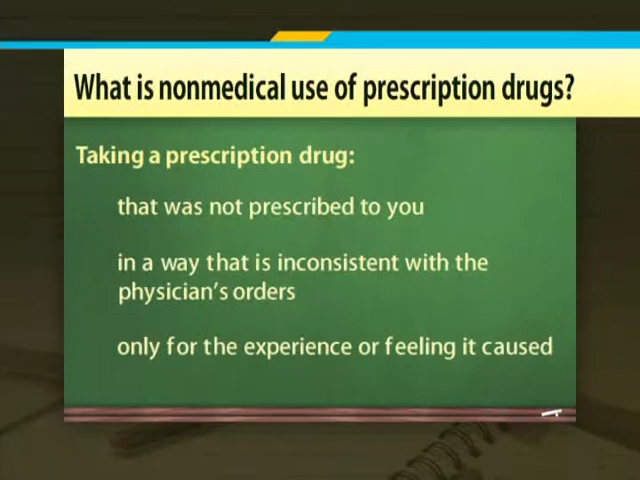 What is nonmedical use of prescription drugs?
Taking a prescription drug:
that was not prescribed to you
in a way that is inconsistent with the
physician's orders
only for the experience or feeling it caused